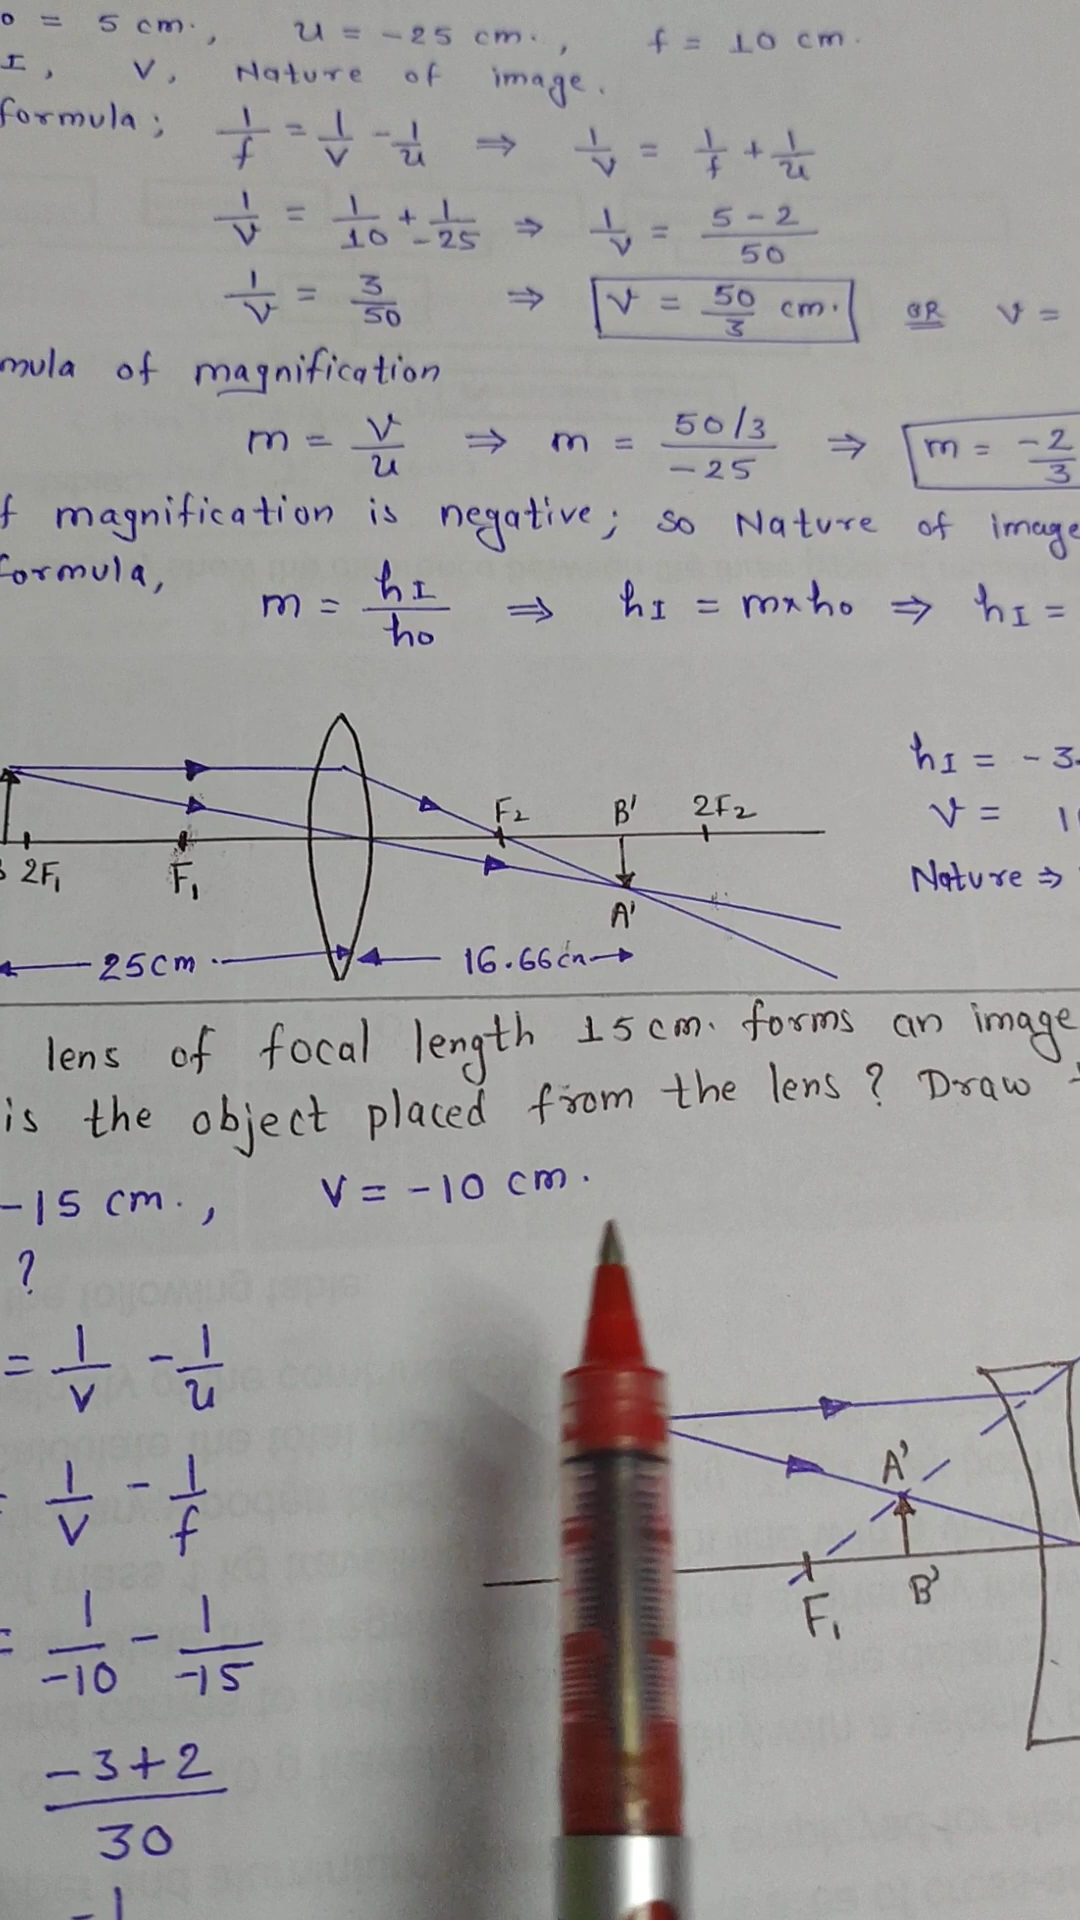 o = 5 cm., u = -25 cm., f = 10 cm.
I, v, Nature of image.
formula; 1/f = 1/v - 1/u ⇒ 1/v = 1/f + 1/u
1/v = 1/10 + 1/-25 ⇒ 1/v = 5-2/50
1/v = 3/50 ⇒ v = 50/3 cm. OR v =
mula of magnification
m = v/u ⇒ m = 50/3/-25 ⇒ m = -2/3
f magnification is negative; so Nature of image
formula, m = hI/ho ⇒ hI = m×ho ⇒ hI =
hI = -3.
v = 1
Nature ⇒
F2 B' 2F2
2F1 F1
A'
25cm. 16.66cm
lens of focal length 15 cm. forms an image
is the object placed from the lens? Draw
-15 cm., v = -10 cm.
?
= 1/v - 1/u
= 1/v - 1/f
= 1/-10 - 1/-15
-3+2/30
-1
A'
F1 B'